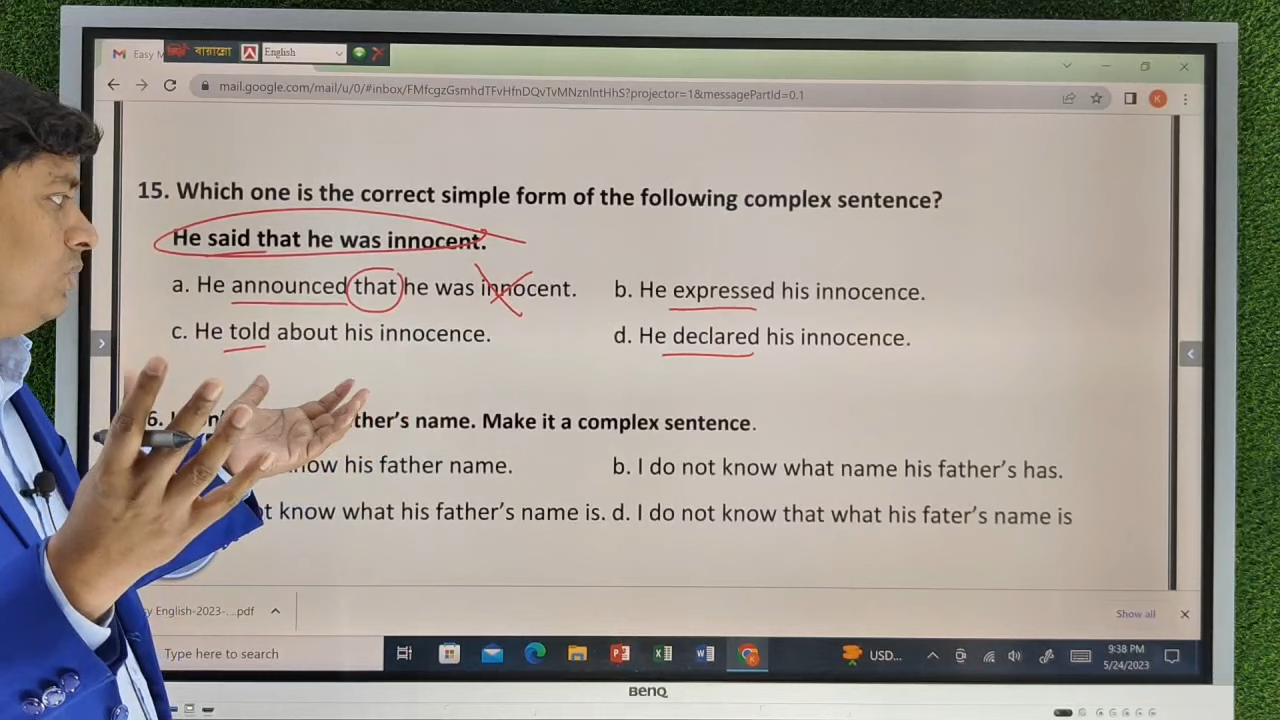 Easy M
বায়ান্নো
English
mail.google.com/mail/u/0/#inbox/FMfcgzGsmhdTFvHfnDQvTvMNznlntHhS?projector=1&messagePartId=0.1
K
15. Which one is the correct simple form of the following complex sentence?
He said that he was innocent.
a. He announced that he was innocent. b. He expressed his innocence.
c. He told about his innocence. d. He declared his innocence.
6. I ther's name. Make it a complex sentence.
now his father name. b. I do not know what name his father's has.
t know what his father's name is. d. I do not know that what his fater's name is
y English-2023-...pdf
Show all
Type here to search
USD...
9:38 PM
5/24/2023
BenQ